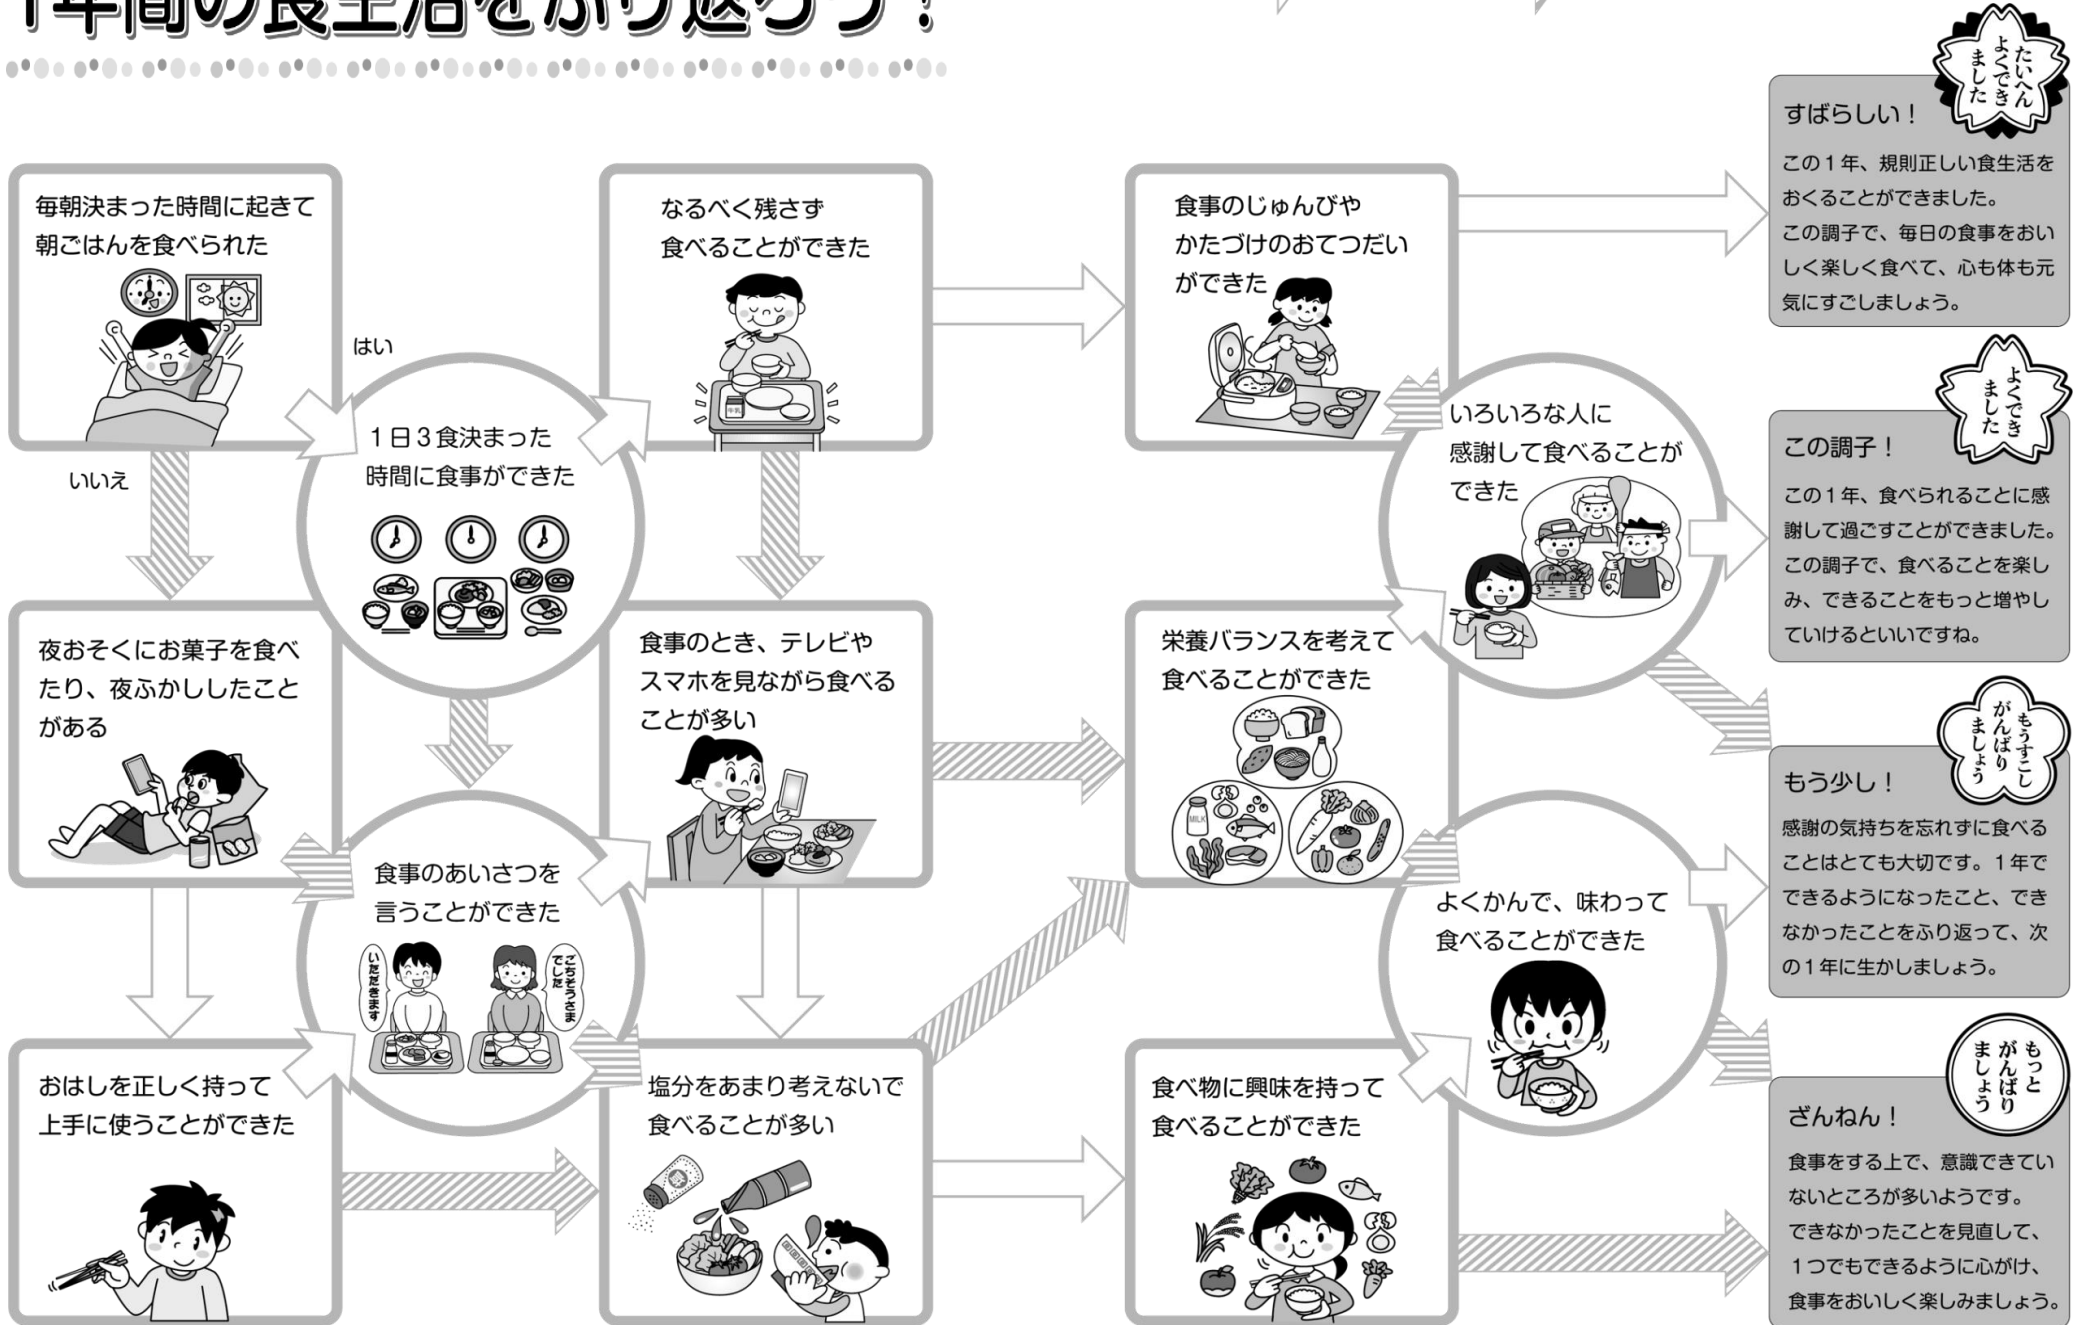 1年間の食生活をふり返ろう！
毎朝決まった時間に起きて
朝ごはんを食べられた
はい
いいえ
1日3食決まった
時間に食事ができた
なるべく残さず
食べることができた
牛乳
食事のじゅんびや
かたづけのおてつだい
ができた
いろいろな人に
感謝して食べることが
できた
夜おそくにお菓子を食べ
たり、夜ふかししたこと
がある
食事のあいさつを
言うことができた
いただきます
ごちそうさま
でした
食事のとき、テレビや
スマホを見ながら食べる
ことが多い
栄養バランスを考えて
食べることができた
MILK
よくかんで、味わって
食べることができた
おはしを正しく持って
上手に使うことができた
塩分をあまり考えないで
食べることが多い
食べ物に興味を持って
食べることができた
たいへん
よくでき
ました
すばらしい！
この1年、規則正しい食生活を
おくることができました。
この調子で、毎日の食事をおい
しく楽しく食べて、心も体も元
気にすごしましょう。
よくでき
ました
この調子！
この1年、食べられることに感
謝して過ごすことができました。
この調子で、食べることを楽し
み、できることをもっと増やし
ていけるといいですね。
もうすこし
がんばり
ましょう
もう少し！
感謝の気持ちを忘れずに食べる
ことはとても大切です。1年で
できるようになったこと、でき
なかったことをふり返って、次
の1年に生かしましょう。
もっと
がんばり
ましょう
ざんねん！
食事をする上で、意識できてい
ないところが多いようです。
できなかったことを見直して、
1つでもできるように心がけ、
食事をおいしく楽しみましょう。